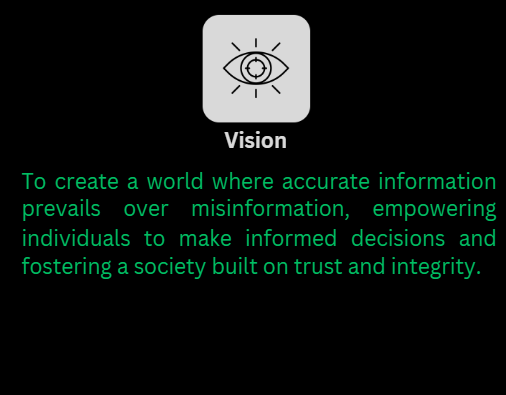 Vision
To create a world where accurate information
prevails over misinformation, empowering
individuals to make informed decisions and
fostering a society built on trust and integrity.